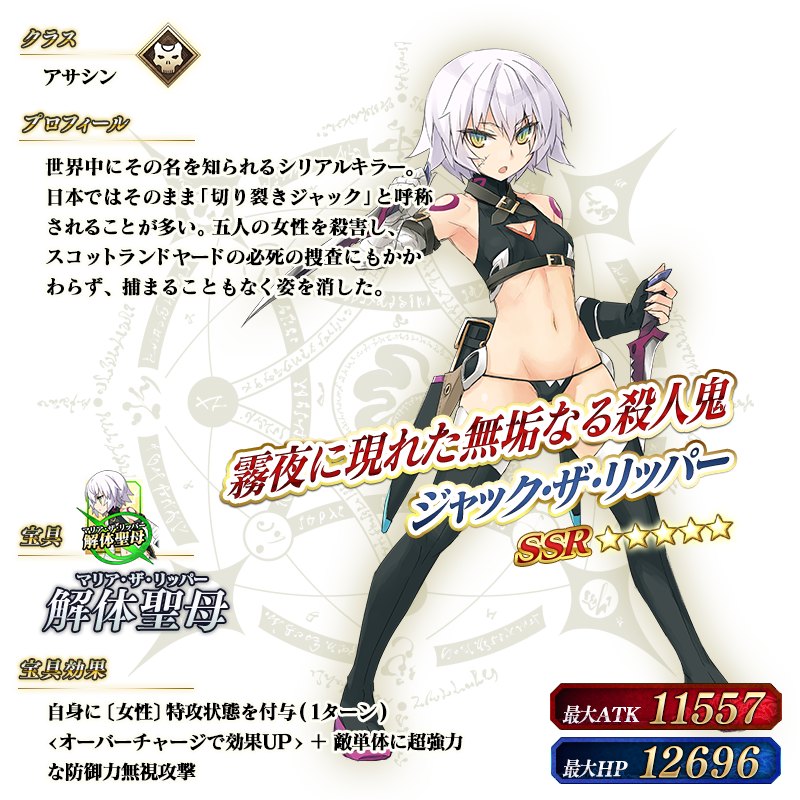 クラス
アサシン
プロフィール
世界中にその名を知られるシリアルキラー。
日本ではそのまま「切り裂きジャック」と呼称
されることが多い。五人の女性を殺害し、
スコットランドヤードの必死の捜査にもかか
わらず、捕まることもなく姿を消した。
霧夜に現れた無垢なる殺人鬼
ジャック・ザ・リッパー
SSR ☆☆☆☆☆
マリア・ザ・リッパー
解体聖母
宝具
マリア・ザ・リッパー
解体聖母
宝具効果
自身に〔女性〕特攻状態を付与(1ターン)
<オーバーチャージで効果UP> + 敵単体に超強力
な防御力無視攻撃
最大ATK 11557
最大HP 12696